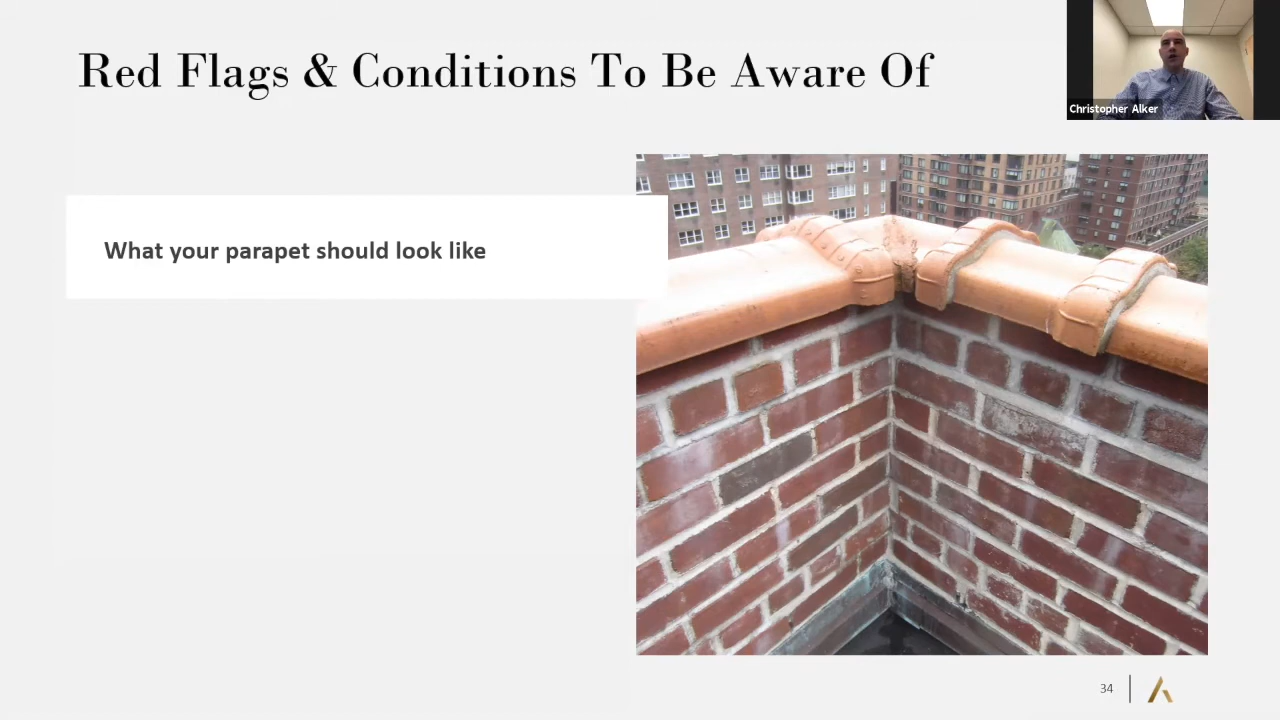 Red Flags & Conditions To Be Aware Of
Christopher Alker
What your parapet should look like
34